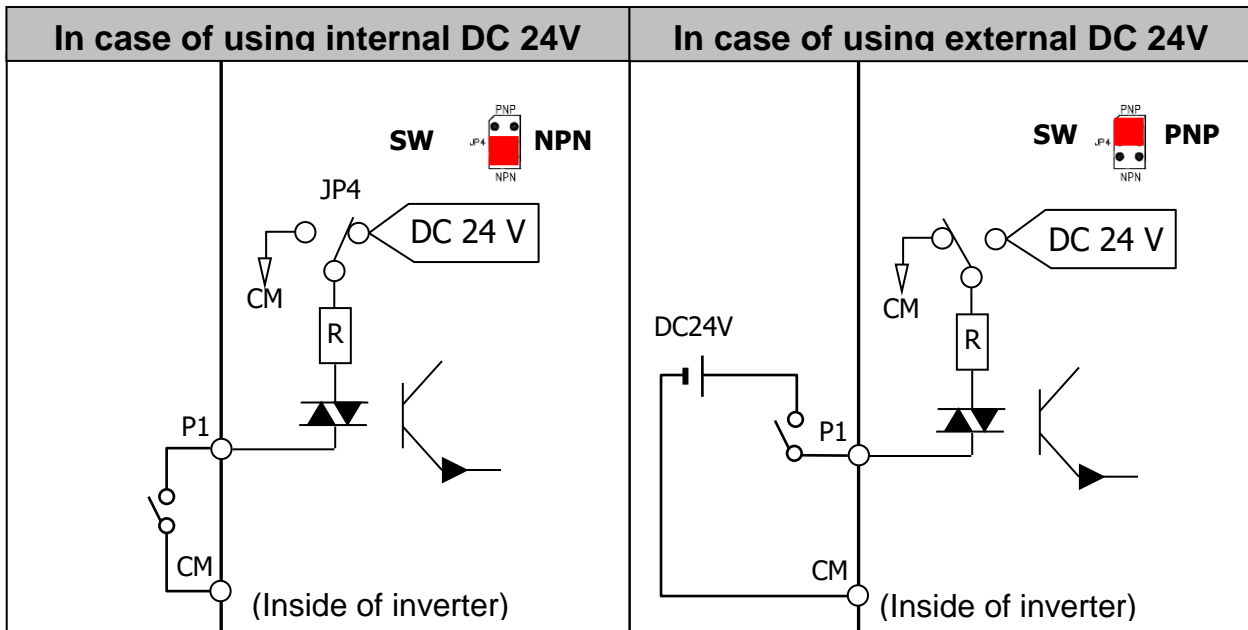 In case of using internal DC 24V
In case of using external DC 24V
PNP
SW JP4 NPN
NPN
JP4
DC 24 V
CM
R
P1
CM
(Inside of inverter)
PNP
SW JP4 PNP
NPN
DC 24 V
CM
DC24V
R
P1
CM
(Inside of inverter)